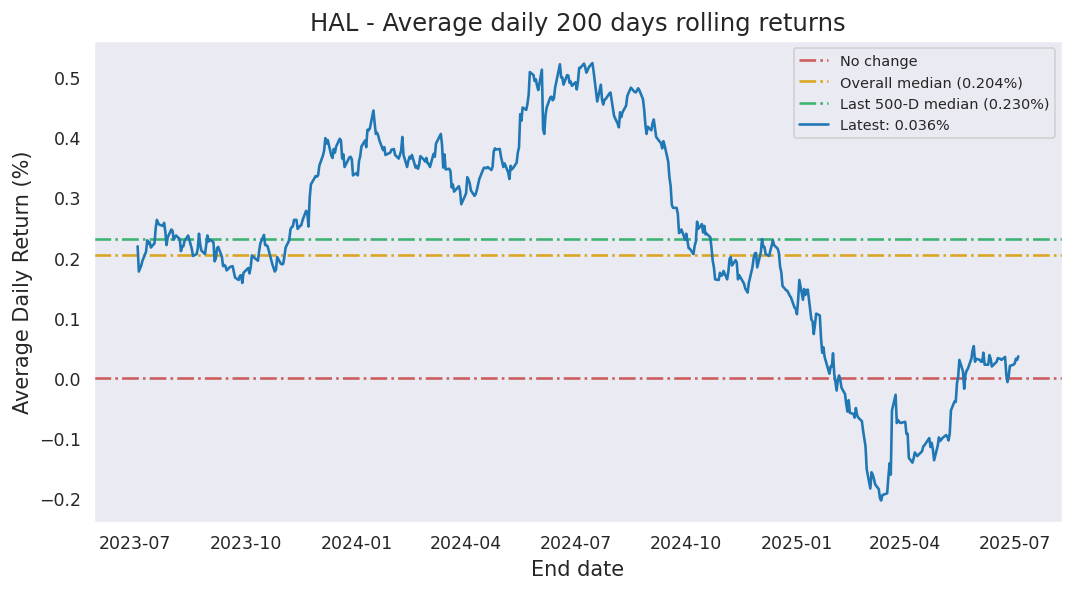 HAL - Average daily 200 days rolling returns
No change
Overall median (0.204%)
Last 500-D median (0.230%)
Latest: 0.036%
Average Daily Return (%)
0.5
0.4
0.3
0.2
0.1
0.0
−0.1
−0.2
2023-07 2023-10 2024-01 2024-04 2024-07 2024-10 2025-01 2025-04 2025-07
End date